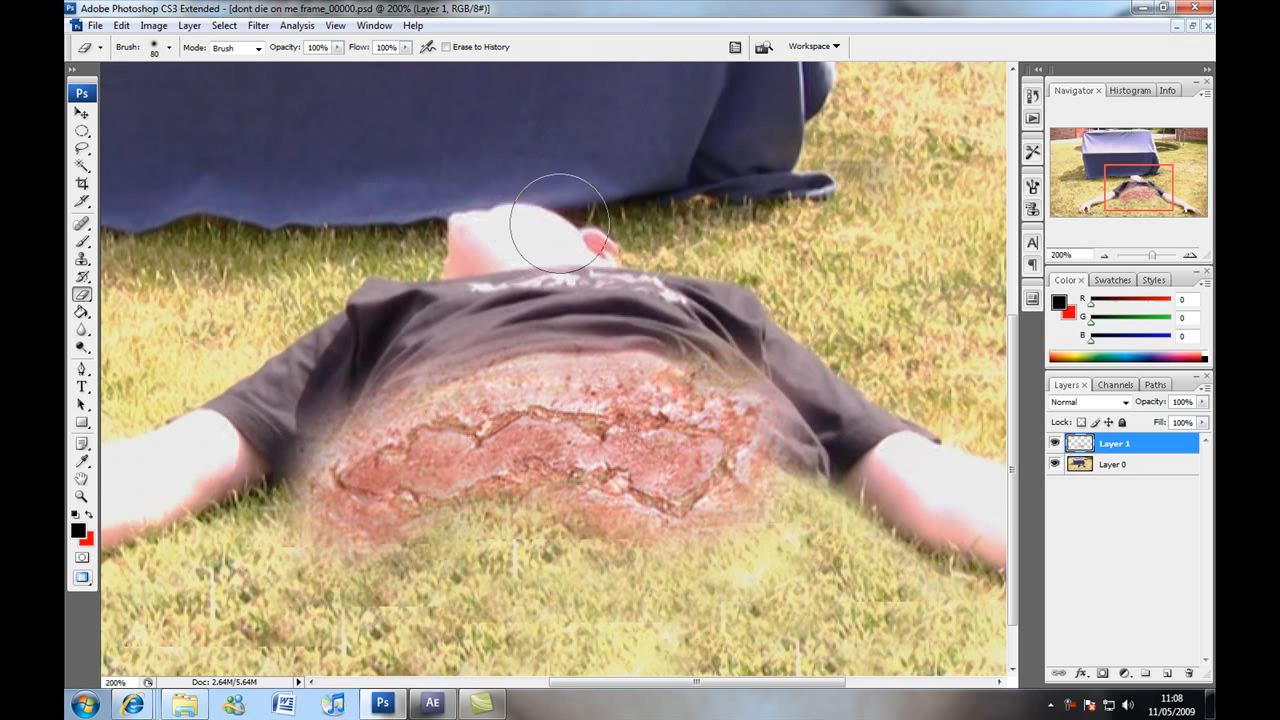 Adobe Photoshop CS3 Extended - [dont die on me frame_00000.psd @ 200% (Layer 1, RGB/8#)]
File Edit Image Layer Select Filter Analysis View Window Help
Brush: 80 Mode: Brush Opacity: 100% Flow: 100% Erase to History Workspace
Ps
Navigator Histogram Info
200%
Color Swatches Styles
R 0
G 0
B 0
Layers Channels Paths
Normal Opacity: 100%
Lock: Fill: 100%
Layer 1
Layer 0
A
T
200% Doc: 2.64M/5.64M
Ps AE
11:08
11/05/2009